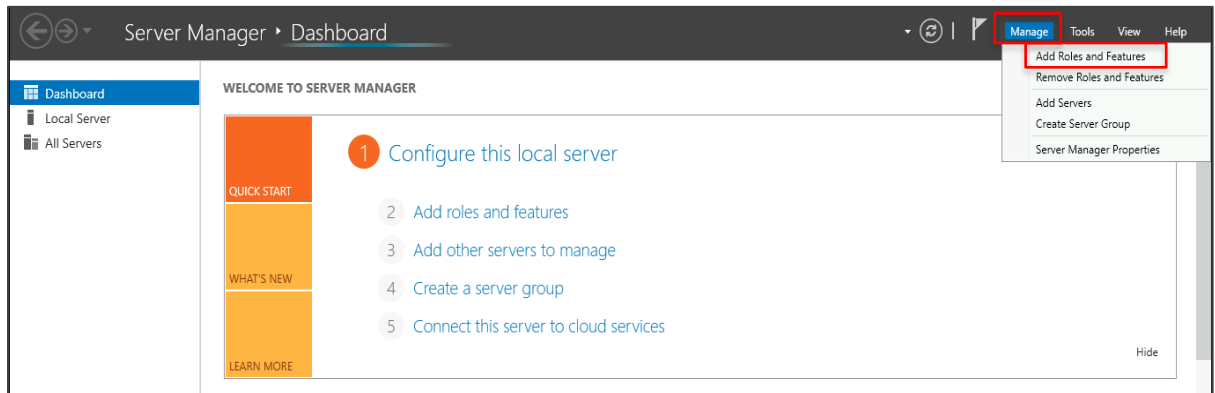 Server Manager ‣ Dashboard
Manage Tools View Help
Add Roles and Features
Remove Roles and Features
Add Servers
Create Server Group
Server Manager Properties
Dashboard
Local Server
All Servers
WELCOME TO SERVER MANAGER
QUICK START
WHAT'S NEW
LEARN MORE
1 Configure this local server
2 Add roles and features
3 Add other servers to manage
4 Create a server group
5 Connect this server to cloud services
Hide